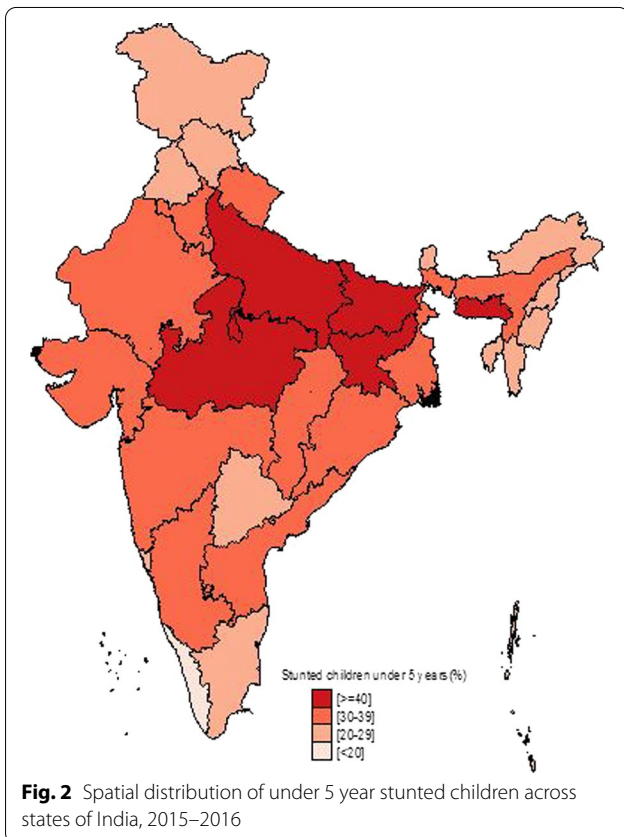 Stunted children under 5 years (%)
[>=40]
[30-39]
[20-29]
[<20]
Fig. 2 Spatial distribution of under 5 year stunted children across
states of India, 2015–2016